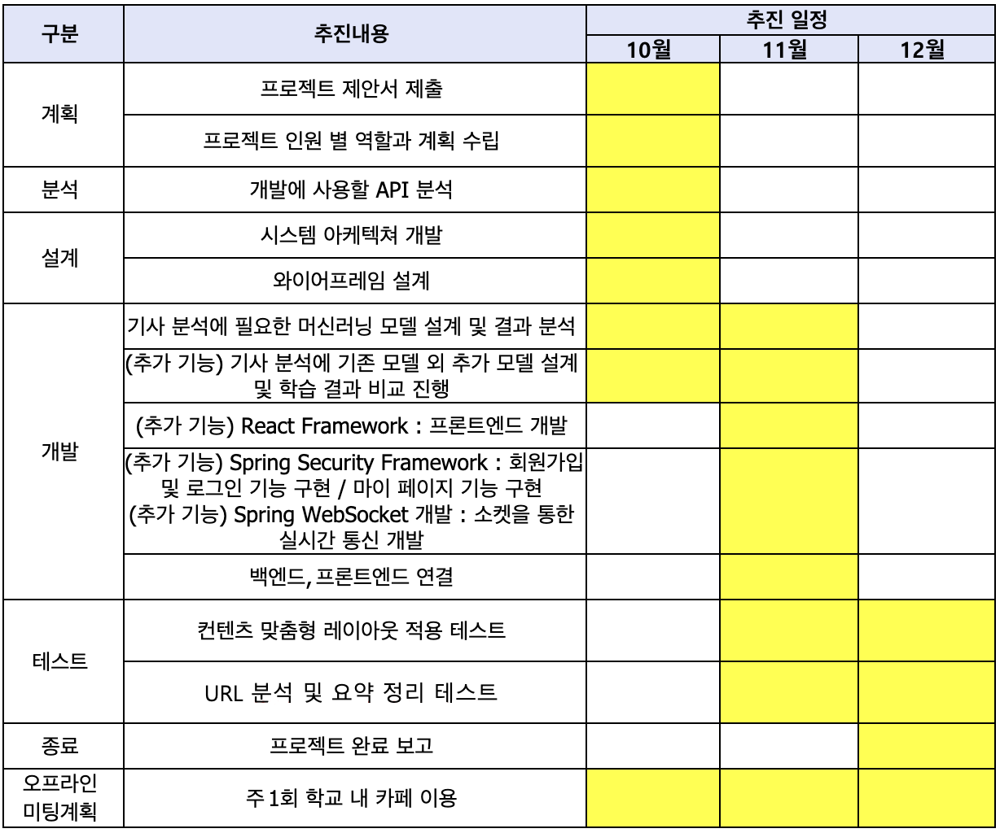 구분
추진내용
추진 일정
10월
11월
12월
계획
프로젝트 제안서 제출
프로젝트 인원 별 역할과 계획 수립
분석
개발에 사용할 API 분석
설계
시스템 아케텍쳐 개발
와이어프레임 설계
개발
기사 분석에 필요한 머신러닝 모델 설계 및 결과 분석
(추가 기능) 기사 분석에 기존 모델 외 추가 모델 설계
및 학습 결과 비교 진행
(추가 기능) React Framework : 프론트엔드 개발
(추가 기능) Spring Security Framework : 회원가입
및 로그인 기능 구현 / 마이 페이지 기능 구현
(추가 기능) Spring WebSocket 개발 : 소켓을 통한
실시간 통신 개발
백엔드, 프론트엔드 연결
테스트
컨텐츠 맞춤형 레이아웃 적용 테스트
URL 분석 및 요약 정리 테스트
종료
프로젝트 완료 보고
오프라인
미팅계획
주 1회 학교 내 카페 이용